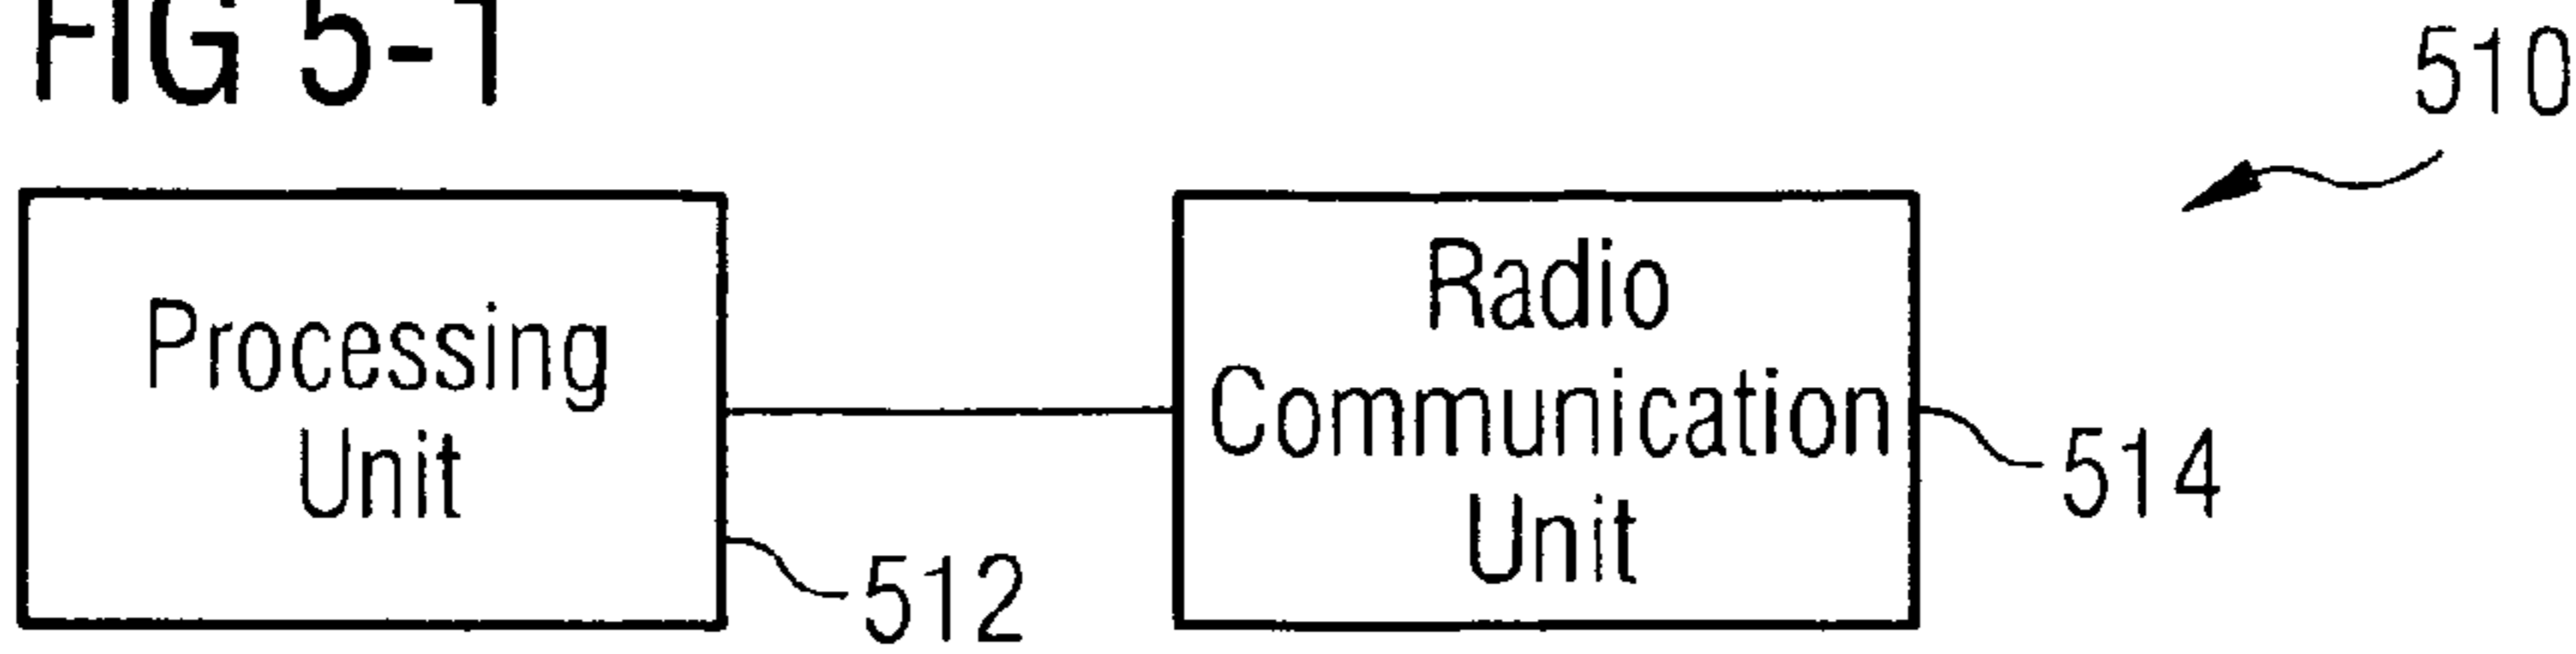 FIG 5-1
510
Processing
Unit
512
Radio
Communication
Unit
514